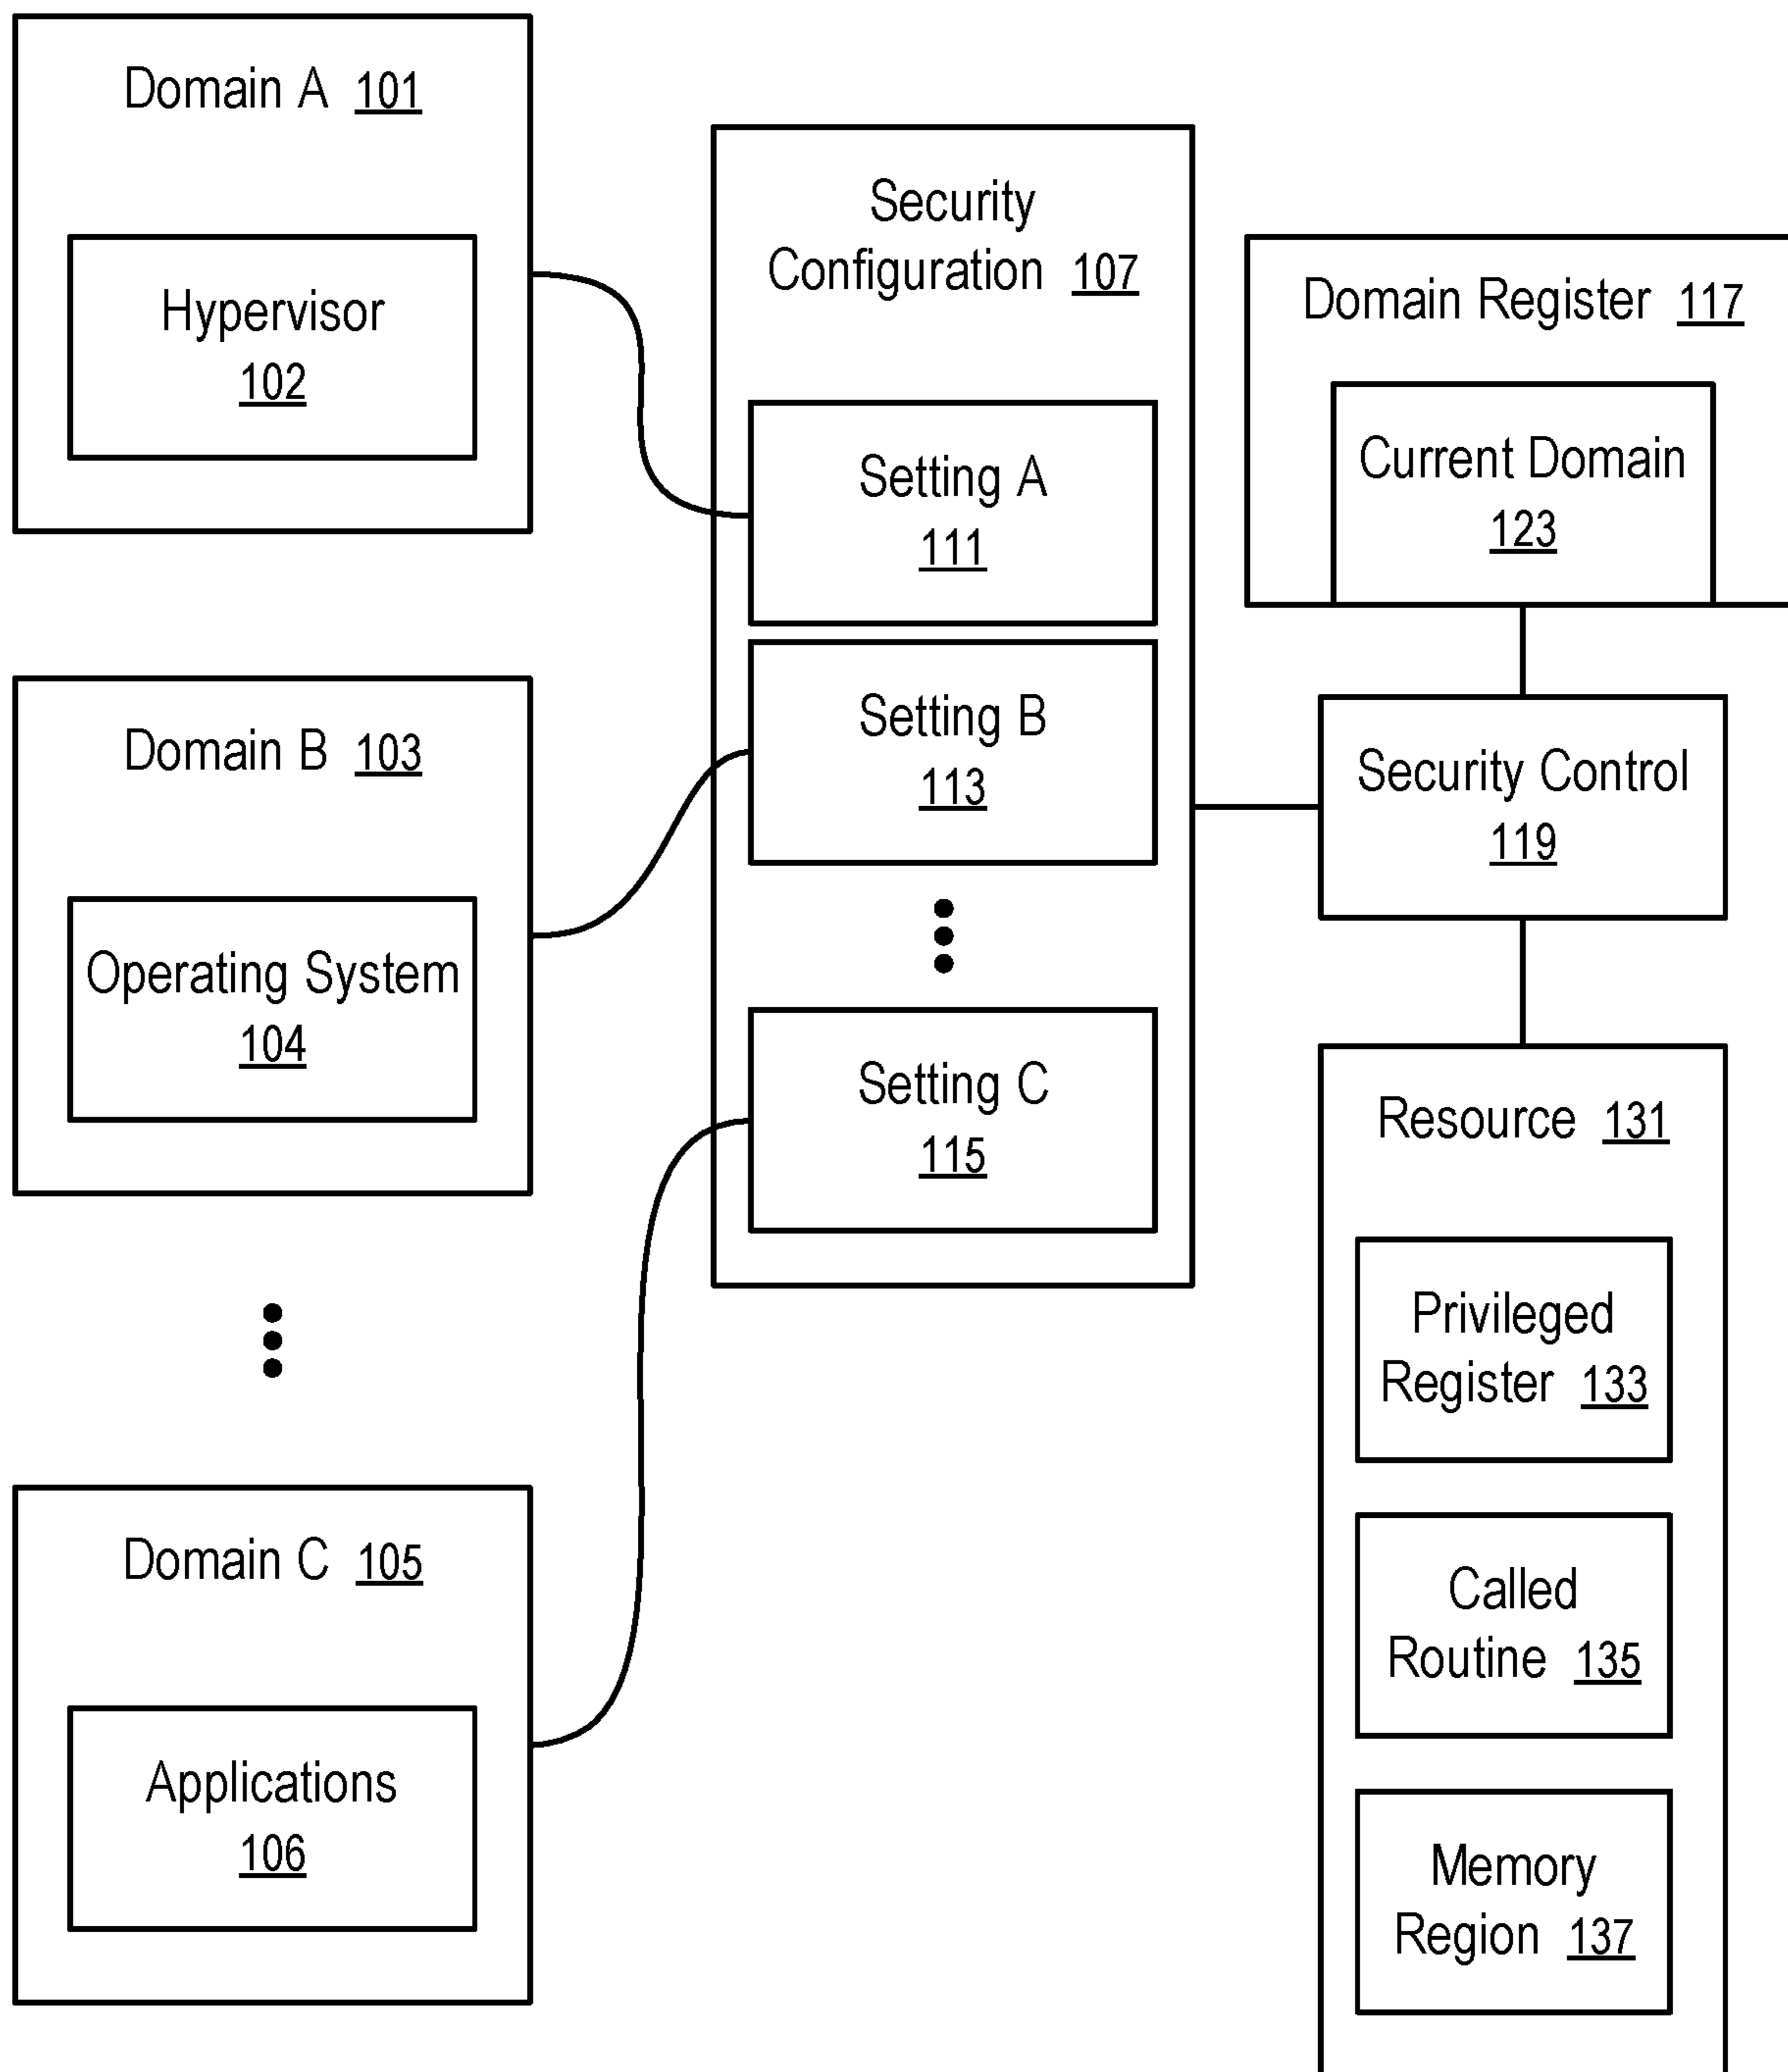 Domain A 101
Hypervisor
102
Domain B 103
Operating System
104
Domain C 105
Applications
106
Security
Configuration 107
Setting A
111
Setting B
113
Setting C
115
Domain Register 117
Current Domain
123
Security Control
119
Resource 131
Privileged
Register 133
Called
Routine 135
Memory
Region 137